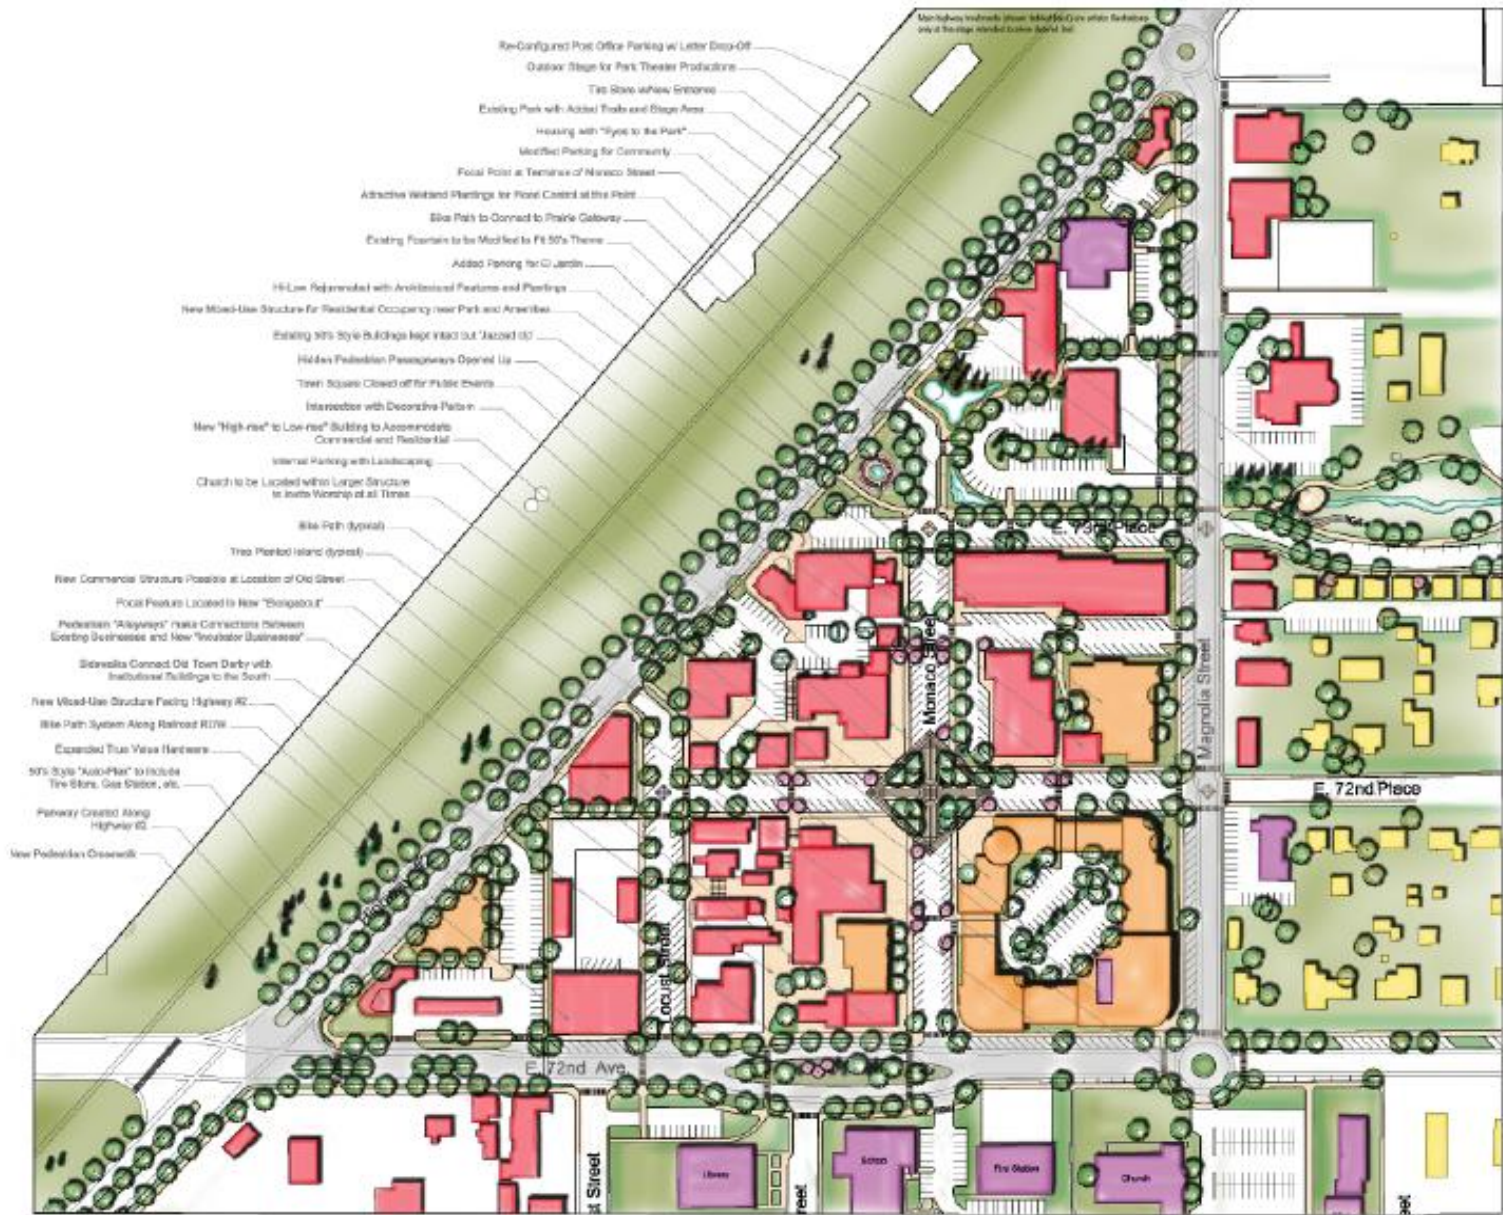 Re-Configured Post Office Parking w/ Letter Drop-Off
Outdoor Stage for Park Theater Productions
Tire Store w/New Entrance
Existing Park with Added Trails and Stage Area
Housing with "Eyes to the Park"
Modified Parking for Community
Focal Point at Terminus of Monaco Street
Attractive Wetland Plantings for Flood Control at this Point
Bike Path to Connect to Prairie Gateway
Existing Fountain to be Modified to Fit 50's Theme
Added Parking for El Jardin
Hi-Low Rejuvenated with Architectural Features and Plantings
New Mixed-Use Structure for Residential Occupancy near Park and Amenities
Existing 50's Style Buildings kept intact but 'Jazzed Up'
Hidden Pedestrian Passageways Opened Up
Town Square Closed off for Public Events
Intersection with Decorative Pattern
New "High-rise" to Low-rise" Building to Accommodate
Commercial and Residential
Internal Parking with Landscaping
Church to be Located within Larger Structure
to Invite Worship at all Times
Bike Path (typical)
Tree Planted Island (typical)
New Commercial Structure Possible at Location of Old Street
Focal Feature Located in New "Elongabout"
Pedestrian "Alleyways" make Connections Between
Existing Businesses and New "Incubator Businesses"
Sidewalks Connect Old Town Derby with
Institutional Buildings to the South
New Mixed-Use Structure Facing Highway #2
Bike Path System Along Railroad ROW
Expanded True Value Hardware
50's Style "Auto-Plex" to Include
Tire Store, Gas Station, etc.
Parkway Created Along
Highway #2
New Pedestrian Crosswalk
E. 73rd Place
Monaco Street
Magnolia Street
E. 72nd Place
Locust Street
E. 72nd Ave
Library
School
Fire Station
Church
st Street
reet
eet